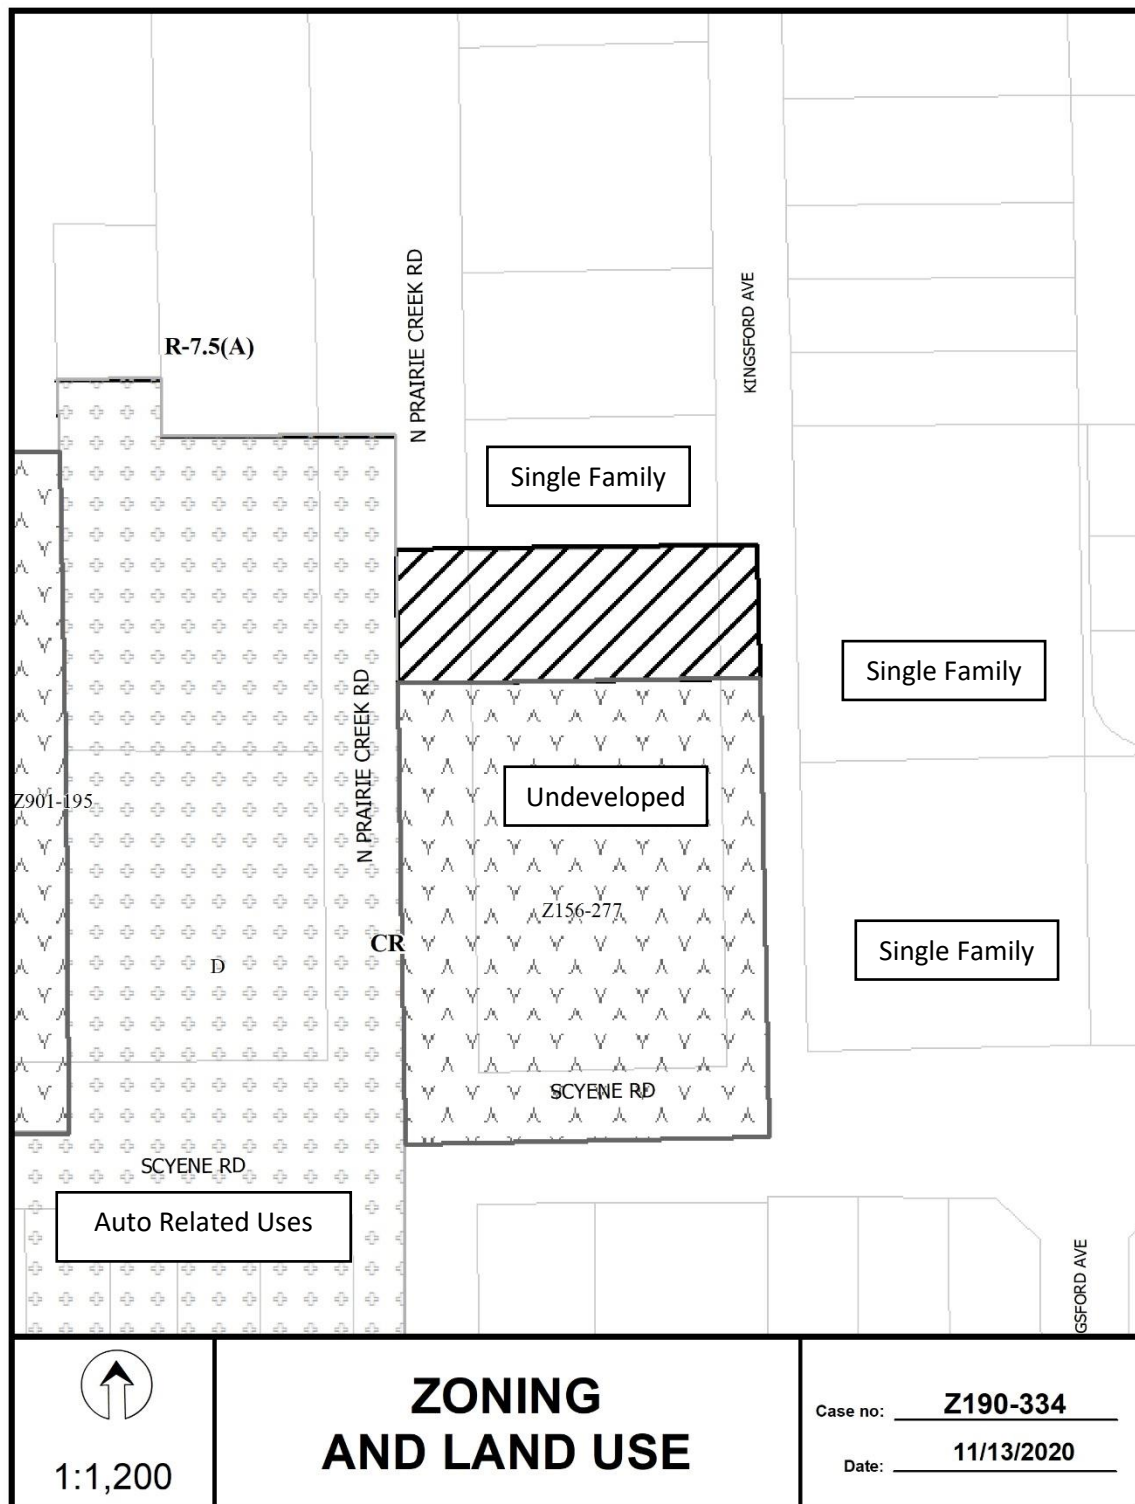 R-7.5(A)
N PRAIRIE CREEK RD
KINGSFORD AVE
Single Family
Single Family
N PRAIRIE CREEK RD
Undeveloped
Z901-195
Z156-277
CR
Single Family
D
SCYENE RD
SCYENE RD
Auto Related Uses
GSFORD AVE
1:1,200
ZONING
AND LAND USE
Case no: Z190-334
Date: 11/13/2020